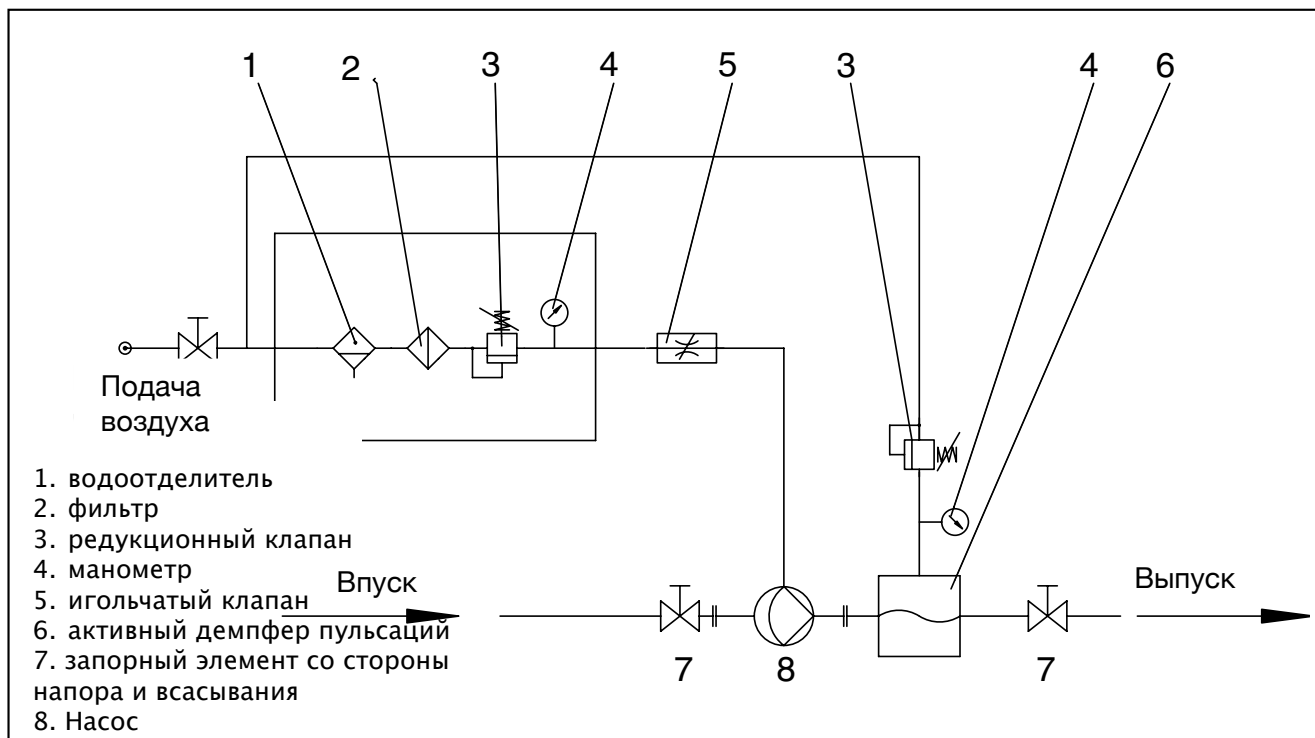 1 2 3 4 5 3 4 6
Подача
воздуха
1. водоотделитель
2. фильтр
3. редукционный клапан
4. манометр
5. игольчатый клапан
6. активный демпфер пульсаций
7. запорный элемент со стороны
напора и всасывания
8. Насос
Впуск
Выпуск
7 8 7